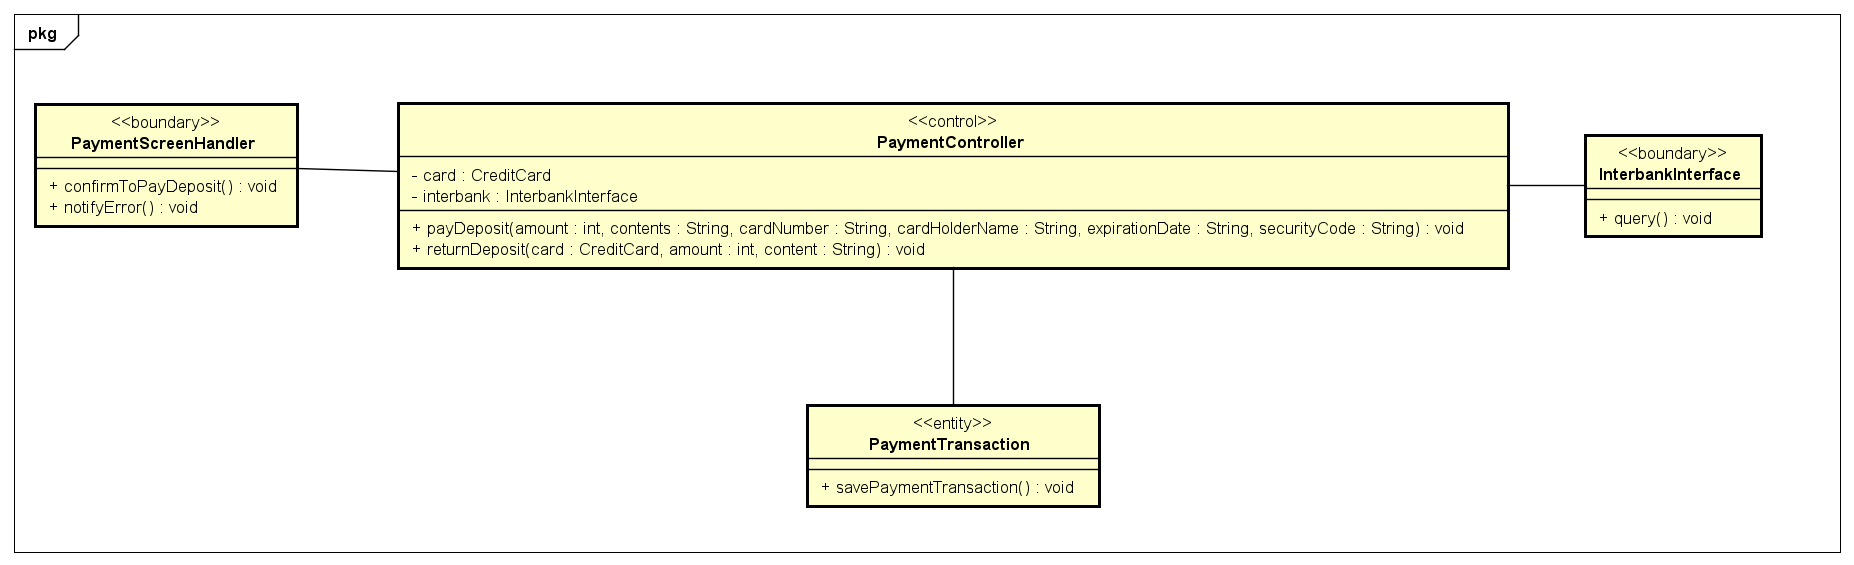 pkg
<<boundary>>
PaymentScreenHandler
+ confirmToPayDeposit() : void
+ notifyError() : void
<<control>>
PaymentController
- card : CreditCard
- interbank : InterbankInterface
+ payDeposit(amount : int, contents : String, cardNumber : String, cardHolderName : String, expirationDate : String, securityCode : String) : void
+ returnDeposit(card : CreditCard, amount : int, content : String) : void
<<boundary>>
InterbankInterface
+ query() : void
<<entity>>
PaymentTransaction
+ savePaymentTransaction() : void